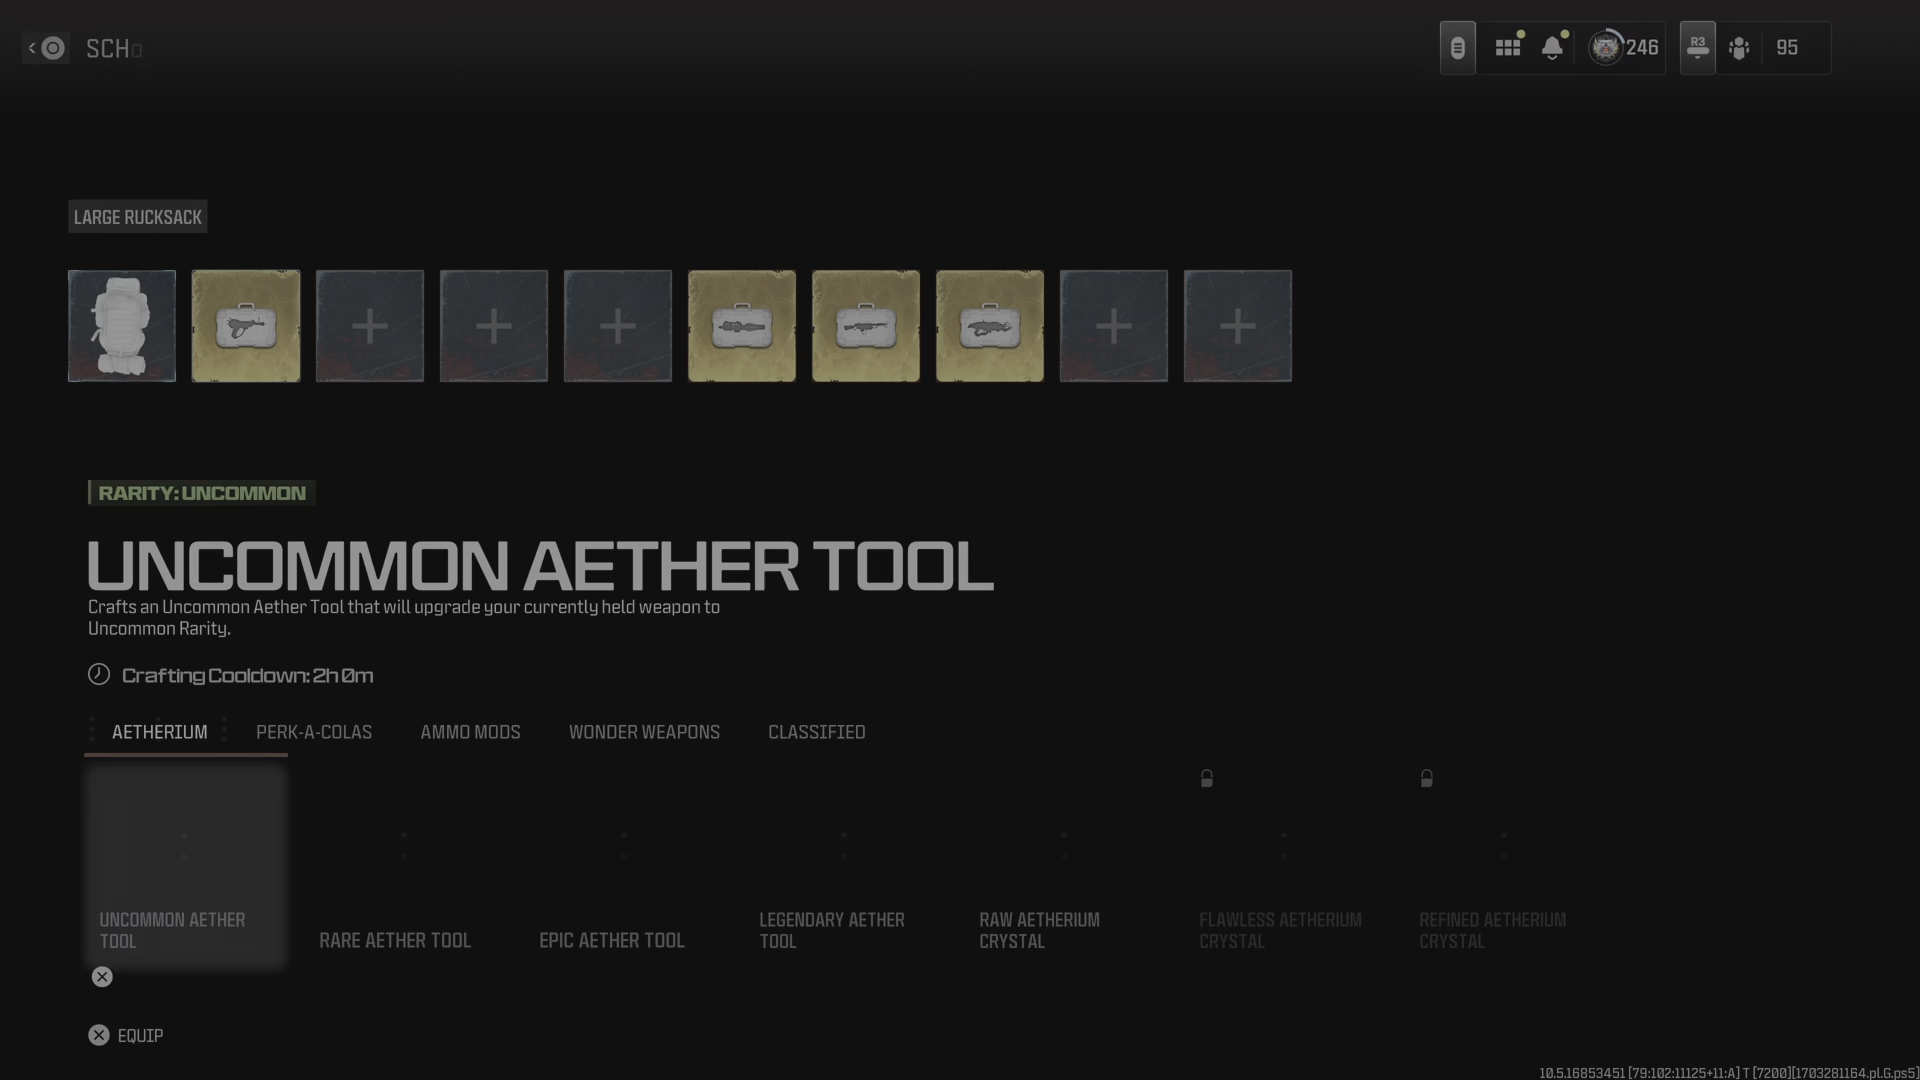 SCHO
246
R3
95
LARGE RUCKSACK
RARITY: UNCOMMON
UNCOMMON AETHER TOOL
Crafts an Uncommon Aether Tool that will upgrade your currently held weapon to
Uncommon Rarity.
Crafting Cooldown: 2h 0m
AETHERIUM PERK-A-COLAS AMMO MODS WONDER WEAPONS CLASSIFIED
UNCOMMON AETHER
TOOL
RARE AETHER TOOL
EPIC AETHER TOOL
LEGENDARY AETHER
TOOL
RAW AETHERIUM
CRYSTAL
FLAWLESS AETHERIUM
CRYSTAL
REFINED AETHERIUM
CRYSTAL
EQUIP
10.5.16853451 [79:102:11125+11:A] T [7200][1703281164.pl.G.ps5]